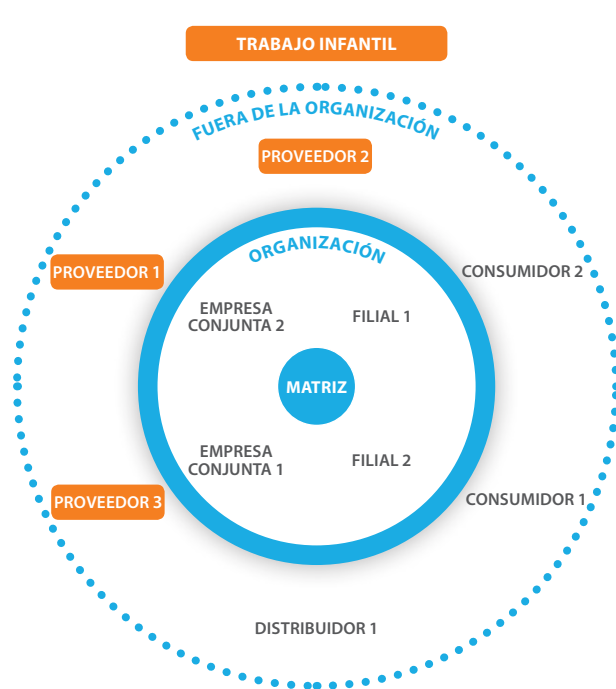 TRABAJO INFANTIL
FUERA DE LA ORGANIZACIÓN
PROVEEDOR 2
ORGANIZACIÓN
PROVEEDOR 1
CONSUMIDOR 2
EMPRESA
CONJUNTA 2
FILIAL 1
MATRIZ
EMPRESA
CONJUNTA 1
FILIAL 2
PROVEEDOR 3
CONSUMIDOR 1
DISTRIBUIDOR 1